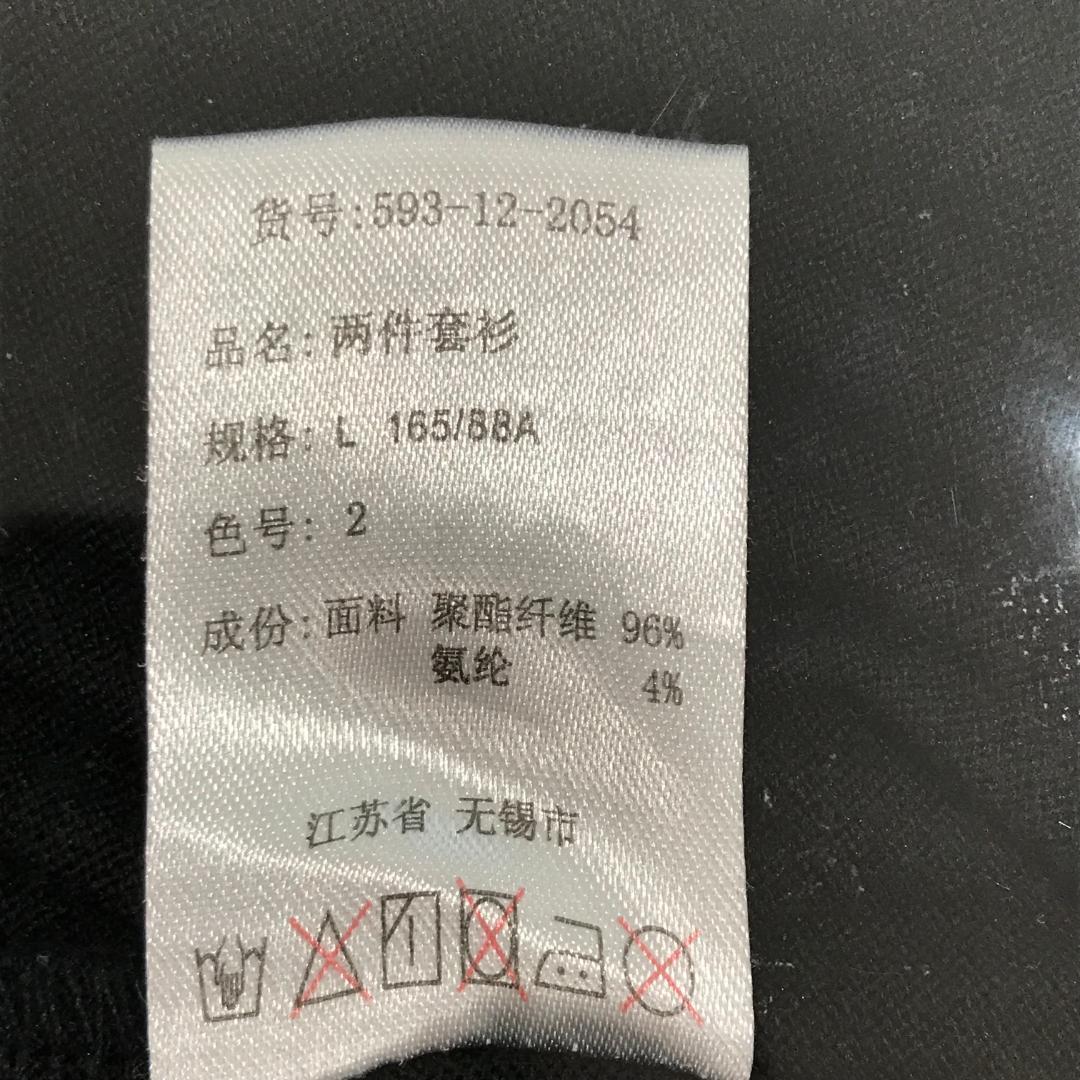 货号:593-12-2054
品名:两件套衫
规格: L 165/88A
色号: 2
成份:面料 聚酯纤维 96%
氨纶 4%
江苏省 无锡市